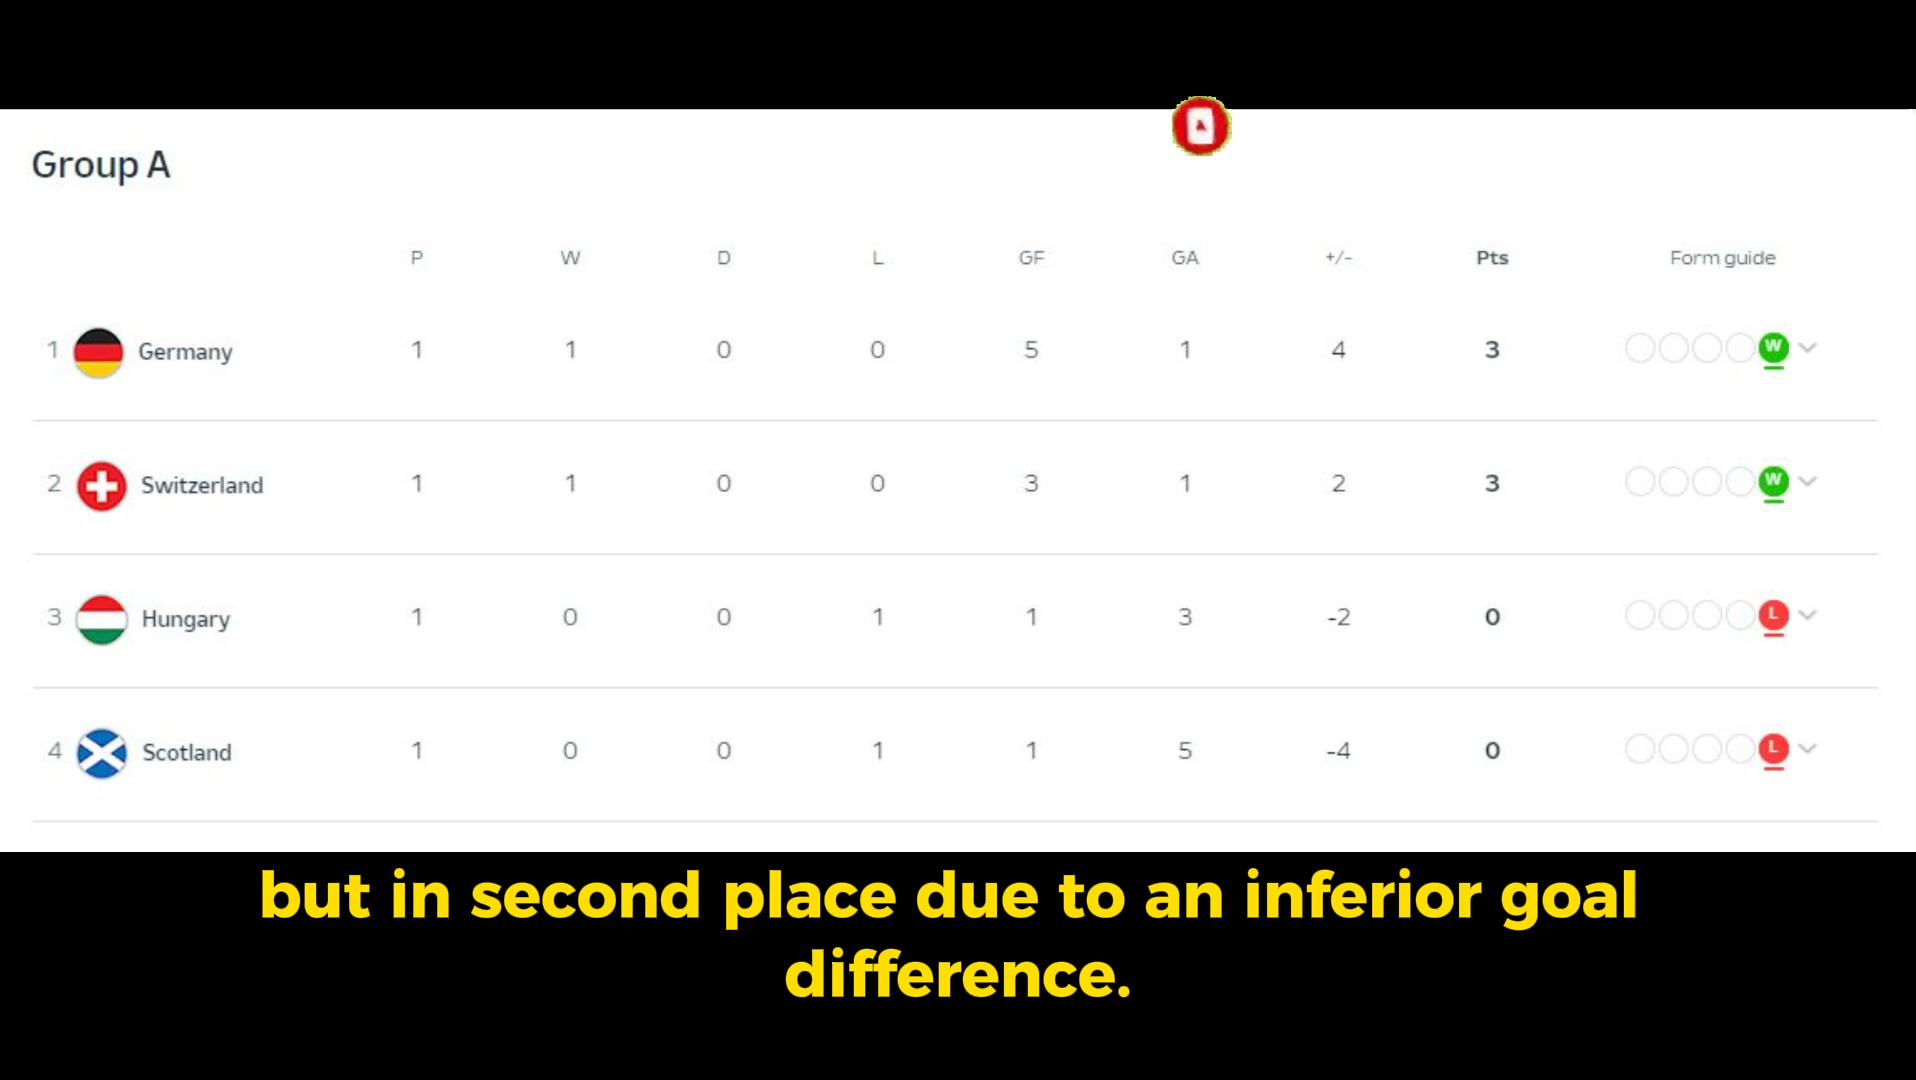 Group A
P W D L GF GA +/- Pts Form guide
1 Germany 1 1 0 0 5 1 4 3 W
2 Switzerland 1 1 0 0 3 1 2 3 W
3 Hungary 1 0 0 1 1 3 -2 0 L
4 Scotland 1 0 0 1 1 5 -4 0 L
but in second place due to an inferior goal
difference.